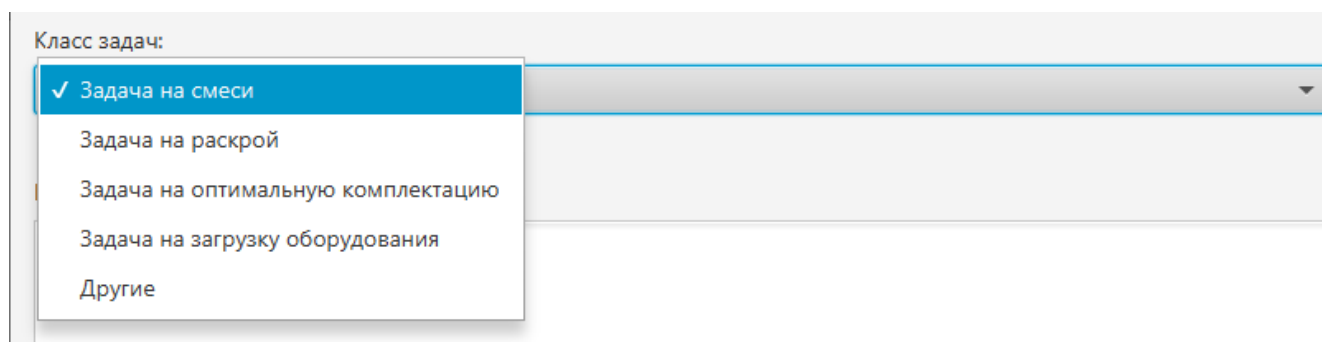 Класс задач:
Задача на смеси
Задача на раскрой
Задача на оптимальную комплектацию
Задача на загрузку оборудования
Другие